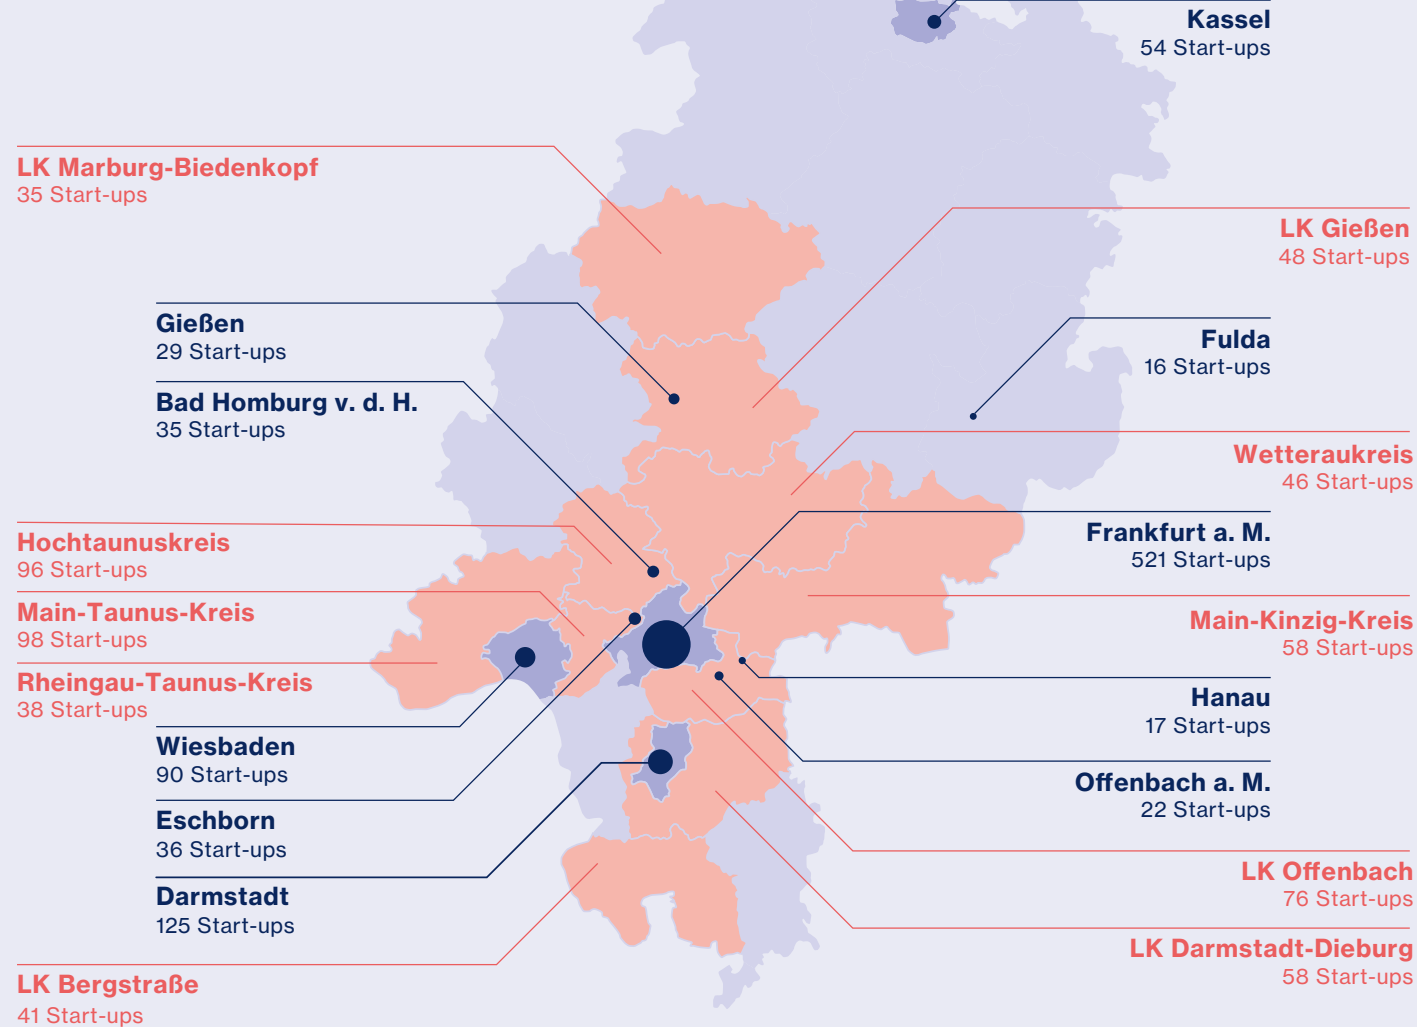 Kassel
54 Start-ups
LK Marburg-Biedenkopf
35 Start-ups
LK Gießen
48 Start-ups
Gießen
29 Start-ups
Fulda
16 Start-ups
Bad Homburg v. d. H.
35 Start-ups
Wetteraukreis
46 Start-ups
Hochtaunuskreis
96 Start-ups
Frankfurt a. M.
521 Start-ups
Main-Taunus-Kreis
98 Start-ups
Main-Kinzig-Kreis
58 Start-ups
Rheingau-Taunus-Kreis
38 Start-ups
Hanau
17 Start-ups
Wiesbaden
90 Start-ups
Offenbach a. M.
22 Start-ups
Eschborn
36 Start-ups
LK Offenbach
76 Start-ups
Darmstadt
125 Start-ups
LK Darmstadt-Dieburg
58 Start-ups
LK Bergstraße
41 Start-ups